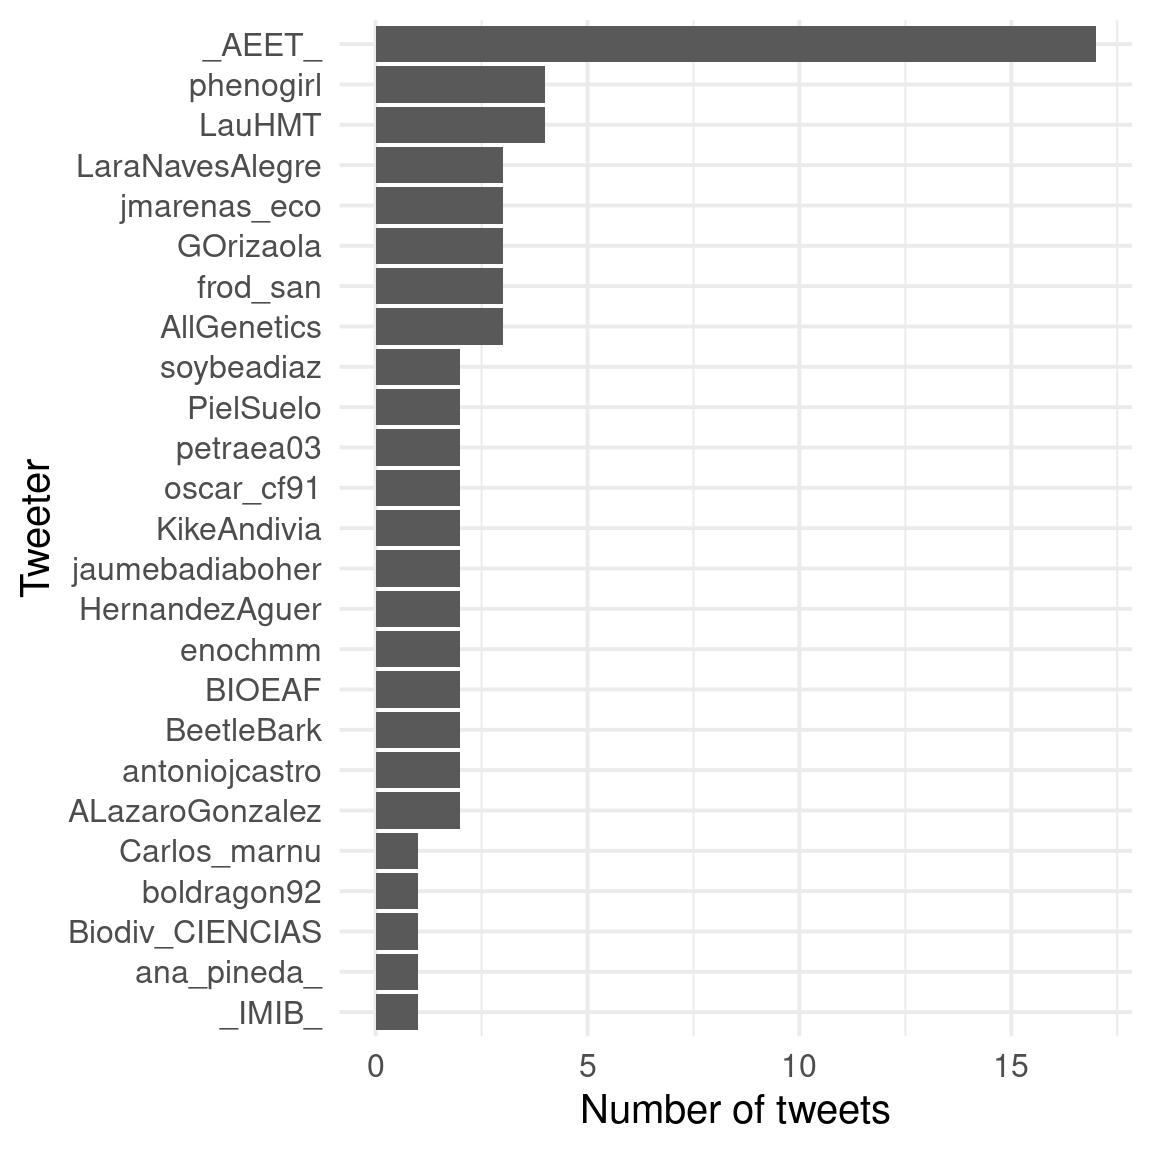 _AEET_
phenogirl
LauHMT
LaraNavesAlegre
jmarenas_eco
GOrizaola
frod_san
AllGenetics
soybeadiaz
PielSuelo
petraea03
oscar_cf91
KikeAndivia
jaumebadiaboher
HernandezAguer
enochmm
BIOEAF
BeetleBark
antoniojcastro
ALazaroGonzalez
Carlos_marnu
boldragon92
Biodiv_CIENCIAS
ana_pineda_
_IMIB_
Tweeter
0 5 10 15
Number of tweets